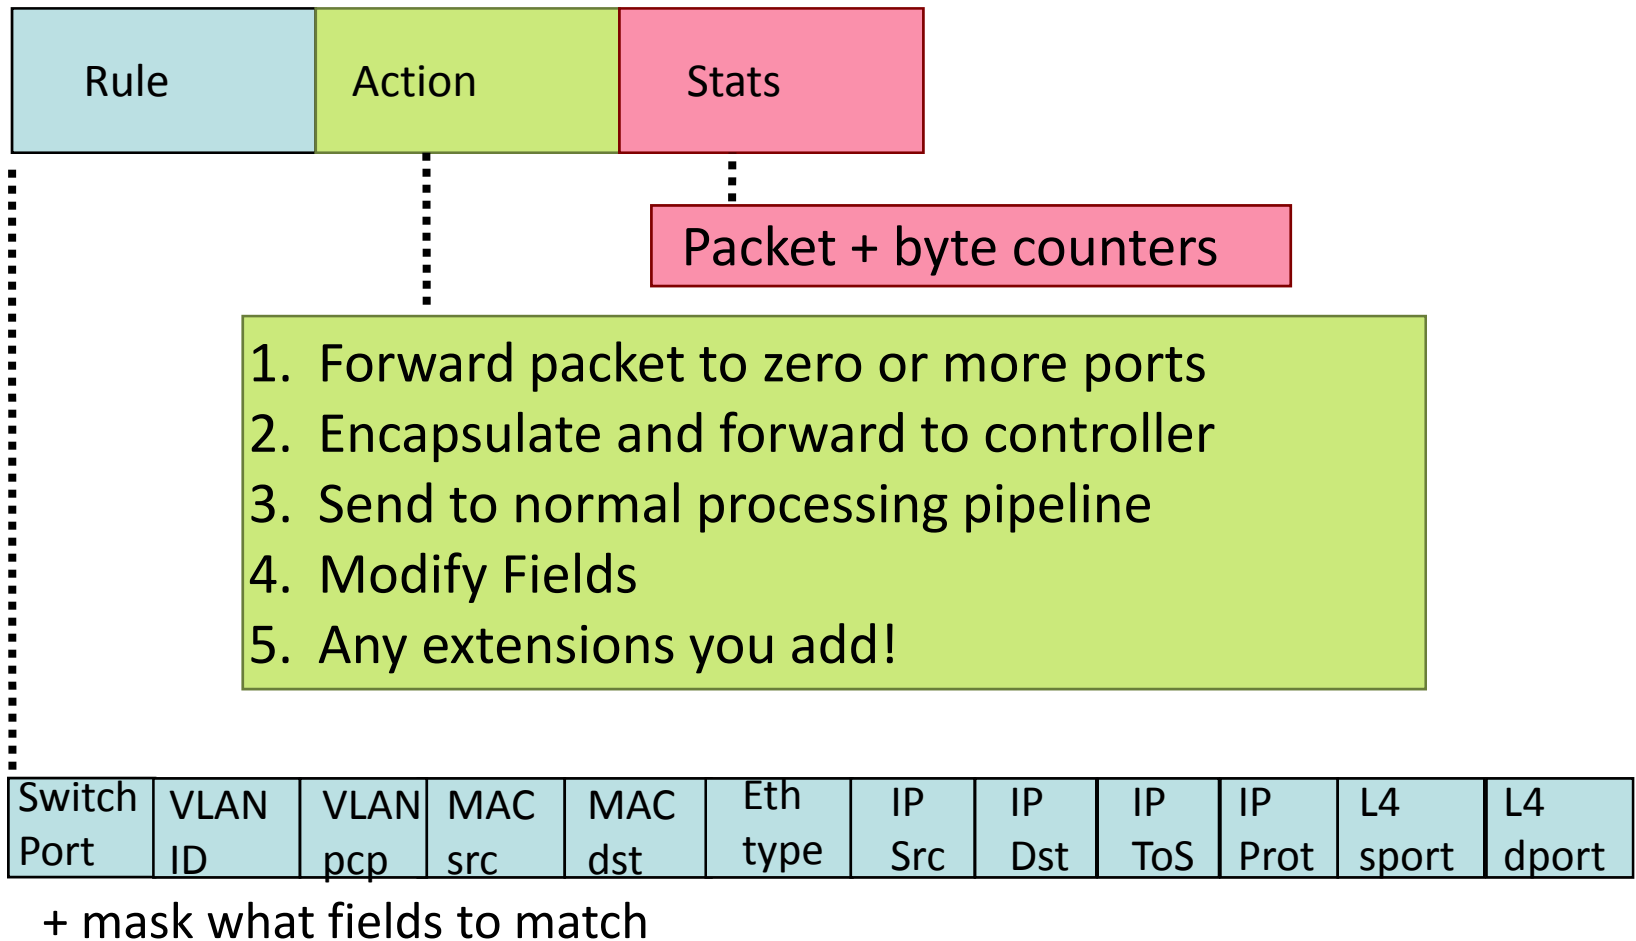 Rule Action Stats
Packet + byte counters
1. Forward packet to zero or more ports
2. Encapsulate and forward to controller
3. Send to normal processing pipeline
4. Modify Fields
5. Any extensions you add!
Switch Port
VLAN ID
VLAN pcp
MAC src
MAC dst
Eth type
IP Src
IP Dst
IP ToS
IP Prot
L4 sport
L4 dport
+ mask what fields to match